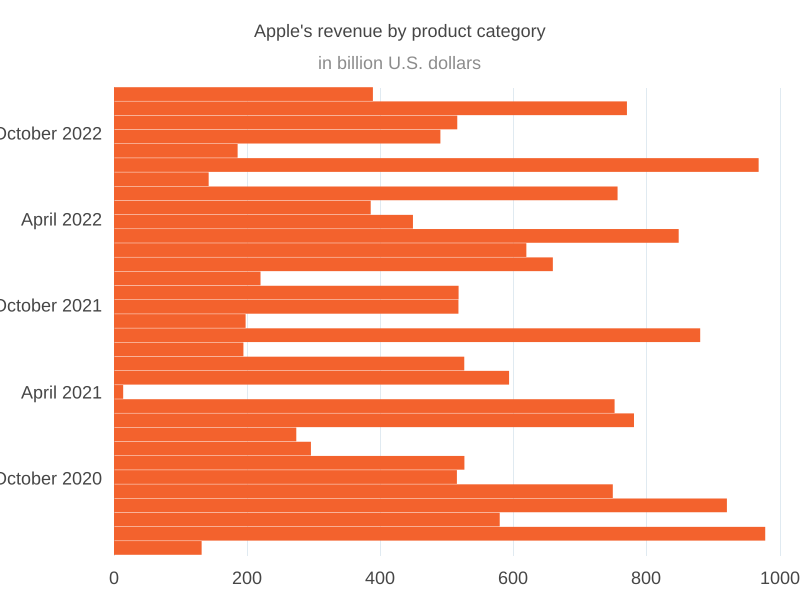 Apple's revenue by product category
in billion U.S. dollars
October 2022
April 2022
October 2021
April 2021
October 2020
0 200 400 600 800 1000